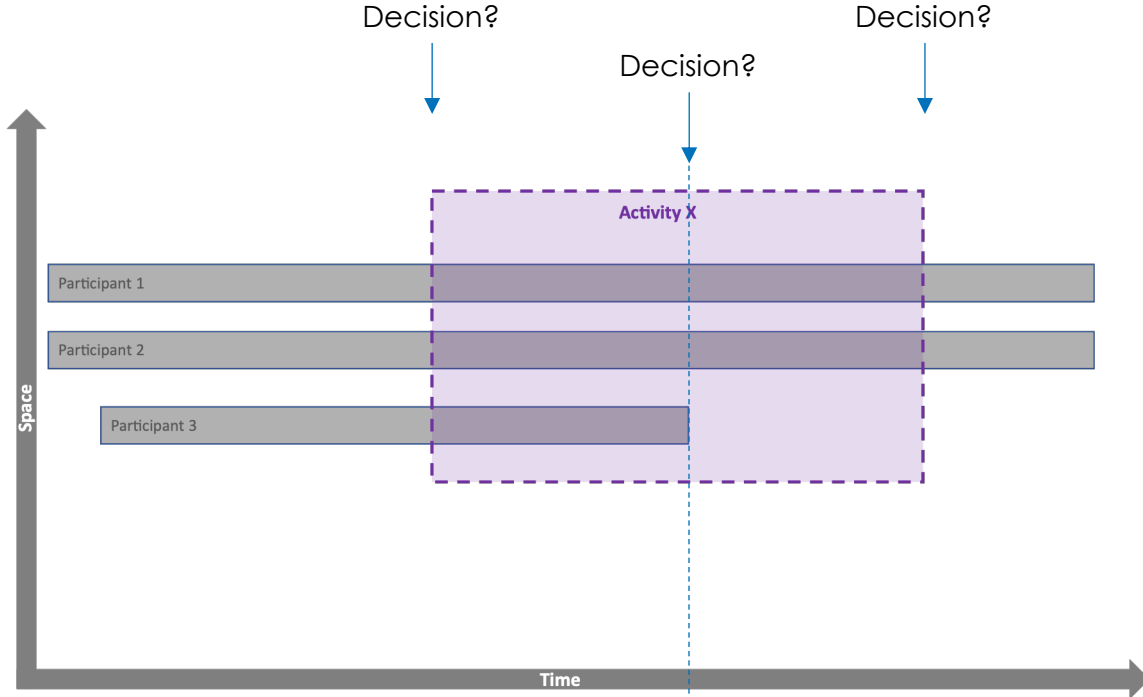 Decision?
Decision?
Decision?
Activity X
Participant 1
Participant 2
Participant 3
Space
Time